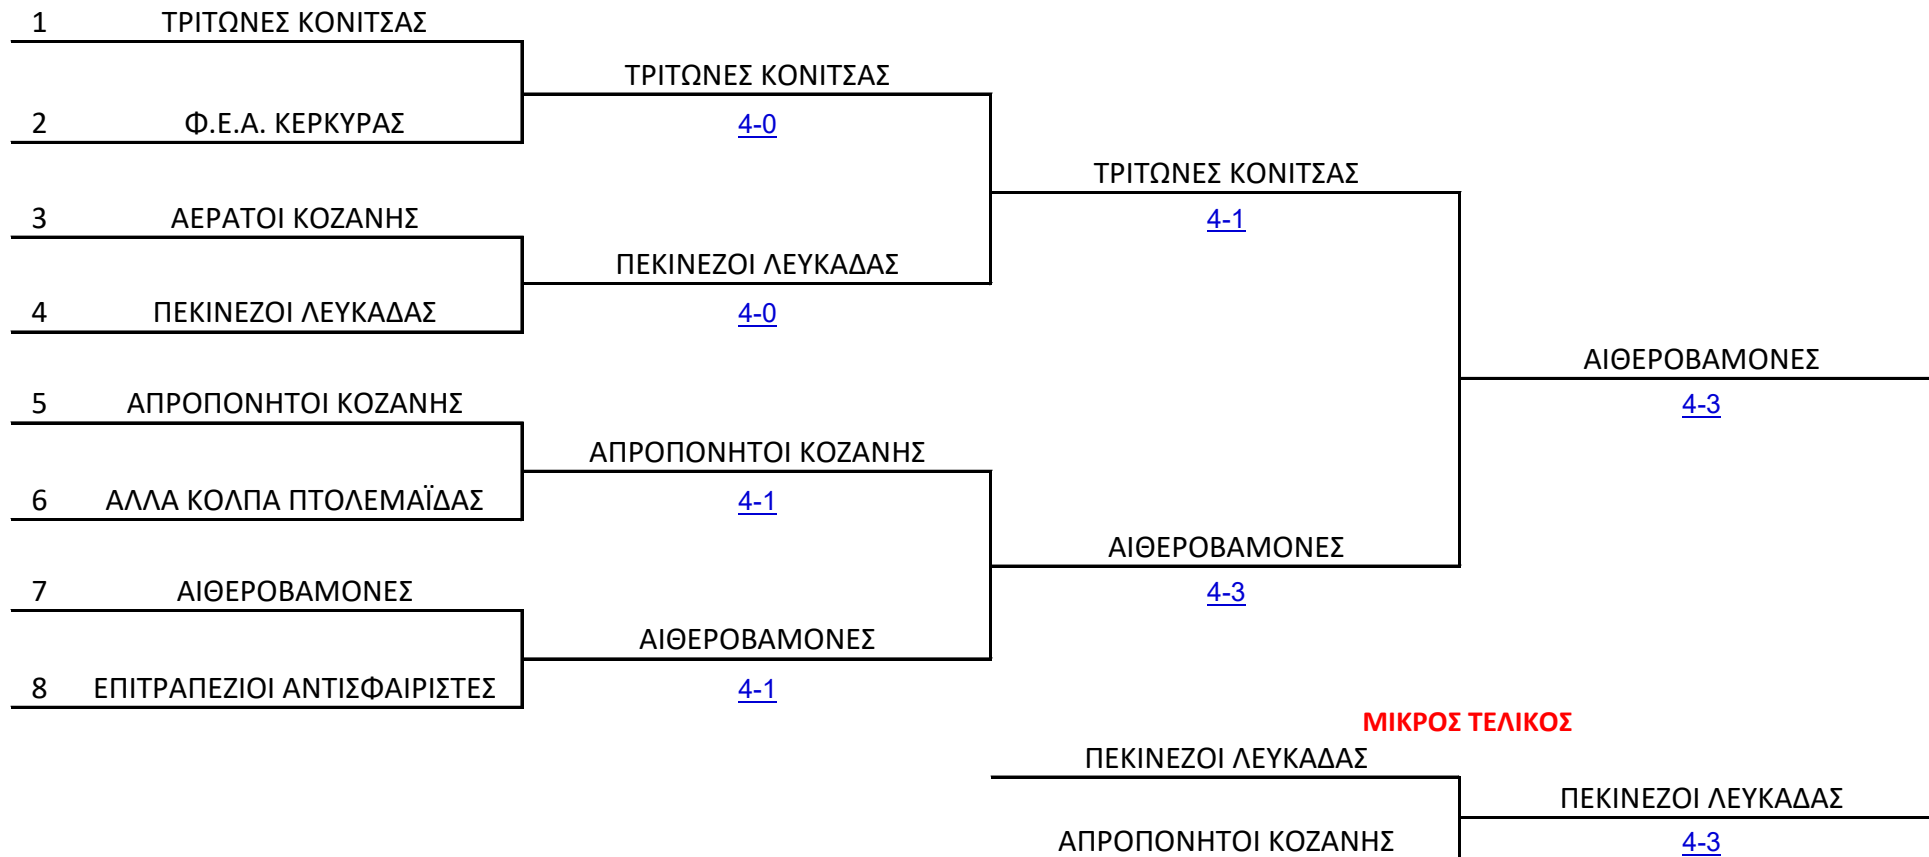 1 ΤΡΙΤΩΝΕΣ ΚΟΝΙΤΣΑΣ
ΤΡΙΤΩΝΕΣ ΚΟΝΙΤΣΑΣ
2 Φ.Ε.Α. ΚΕΡΚΥΡΑΣ
4-0
ΤΡΙΤΩΝΕΣ ΚΟΝΙΤΣΑΣ
3 ΑΕΡΑΤΟΙ ΚΟΖΑΝΗΣ
4-1
ΠΕΚΙΝΕΖΟΙ ΛΕΥΚΑΔΑΣ
4 ΠΕΚΙΝΕΖΟΙ ΛΕΥΚΑΔΑΣ
4-0
ΑΙΘΕΡΟΒΑΜΟΝΕΣ
5 ΑΠΡΟΠΟΝΗΤΟΙ ΚΟΖΑΝΗΣ
4-3
ΑΠΡΟΠΟΝΗΤΟΙ ΚΟΖΑΝΗΣ
6 ΑΛΛΑ ΚΟΛΠΑ ΠΤΟΛΕΜΑΪΔΑΣ
4-1
ΑΙΘΕΡΟΒΑΜΟΝΕΣ
7 ΑΙΘΕΡΟΒΑΜΟΝΕΣ
4-3
ΑΙΘΕΡΟΒΑΜΟΝΕΣ
8 ΕΠΙΤΡΑΠΕΖΙΟΙ ΑΝΤΙΣΦΑΙΡΙΣΤΕΣ
4-1
ΜΙΚΡΟΣ ΤΕΛΙΚΟΣ
ΠΕΚΙΝΕΖΟΙ ΛΕΥΚΑΔΑΣ
ΠΕΚΙΝΕΖΟΙ ΛΕΥΚΑΔΑΣ
ΑΠΡΟΠΟΝΗΤΟΙ ΚΟΖΑΝΗΣ
4-3